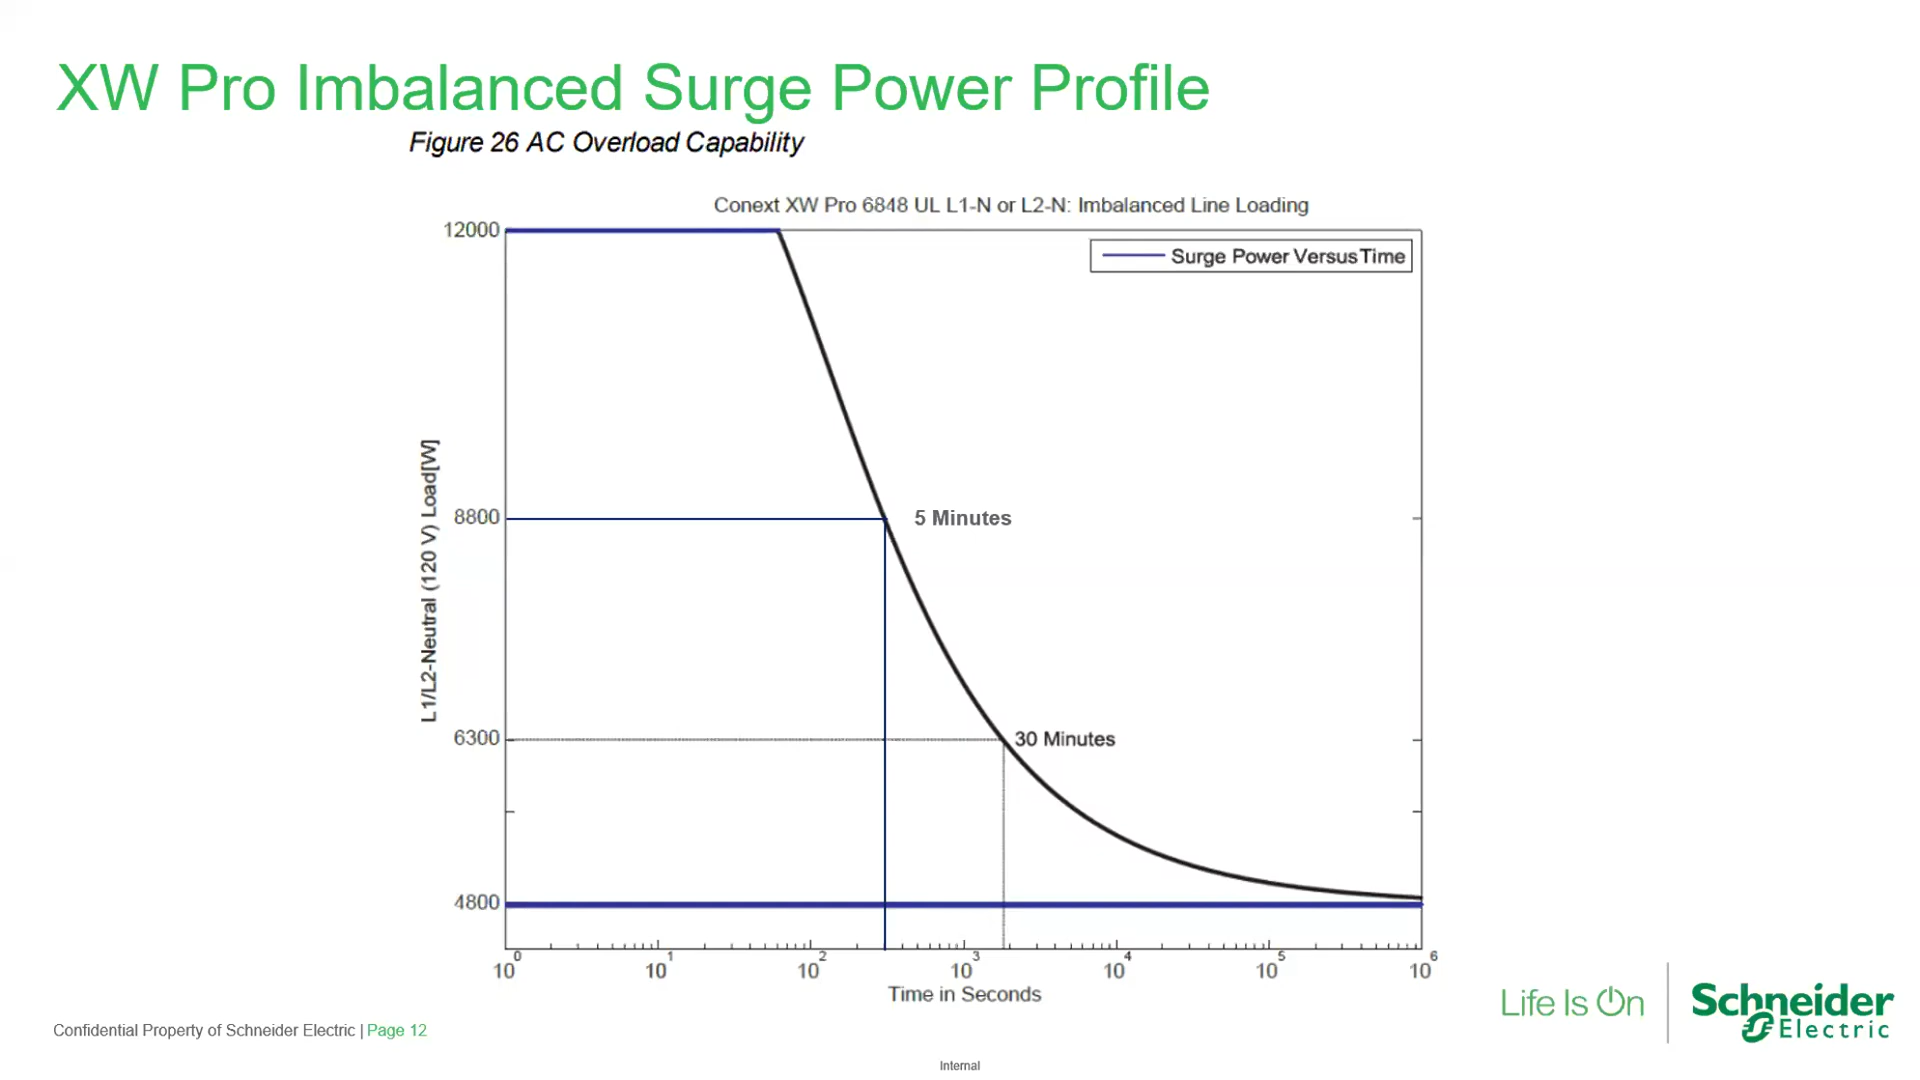 XW Pro Imbalanced Surge Power Profile
Figure 26 AC Overload Capability
Conext XW Pro 6848 UL L1-N or L2-N: Imbalanced Line Loading
12000
Surge Power VersusTime
L1/L2-Neutral (120 V) Load[W]
8800
5 Minutes
6300
30 Minutes
4800
10^0 10^1 10^2 10^3 10^4 10^5 10^6
Time in Seconds
Life Is On
Schneider
Electric
Confidential Property of Schneider Electric | Page 12
Internal